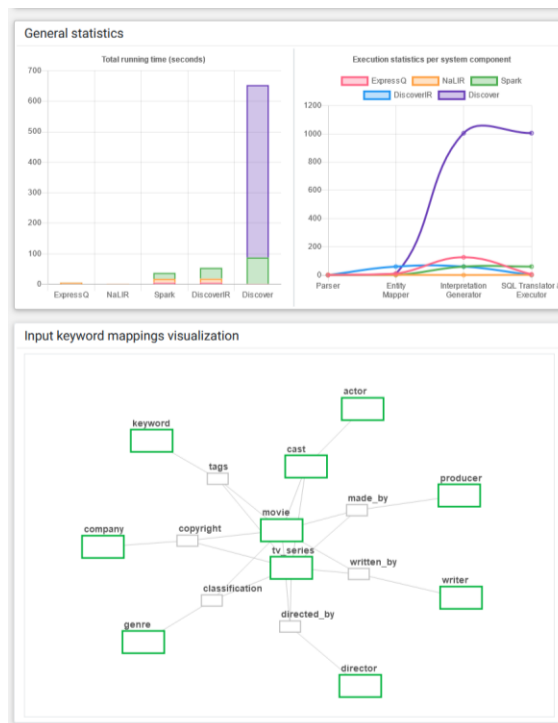 General statistics
Total running time (seconds)
700
600
500
400
300
200
100
0
ExpressQ NaLIR Spark DiscoverIR Discover
Execution statistics per system component
ExpressQ NaLIR Spark
DiscoverIR Discover
1200
1000
800
600
400
200
0
Parser Entity Mapper Interpretation Generator SQL Translator & Executor
Input keyword mappings visualization
actor
keyword
cast
tags
producer
made_by
movie
company
copyright
tv_series
written_by
classification
writer
directed_by
genre
director